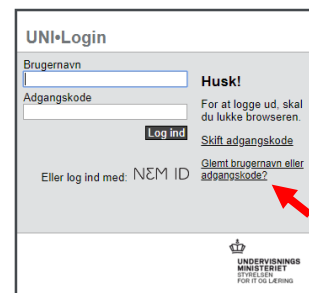 UNI•Login
Brugernavn
Adgangskode
Log ind
Eller log ind med: NEM ID
Husk!
For at logge ud, skal
du lukke browseren.
Skift adgangskode
Glemt brugernavn eller
adgangskode?
UNDERVISNINGS
MINISTERIET
STYRELSEN
FOR IT OG LÆRING